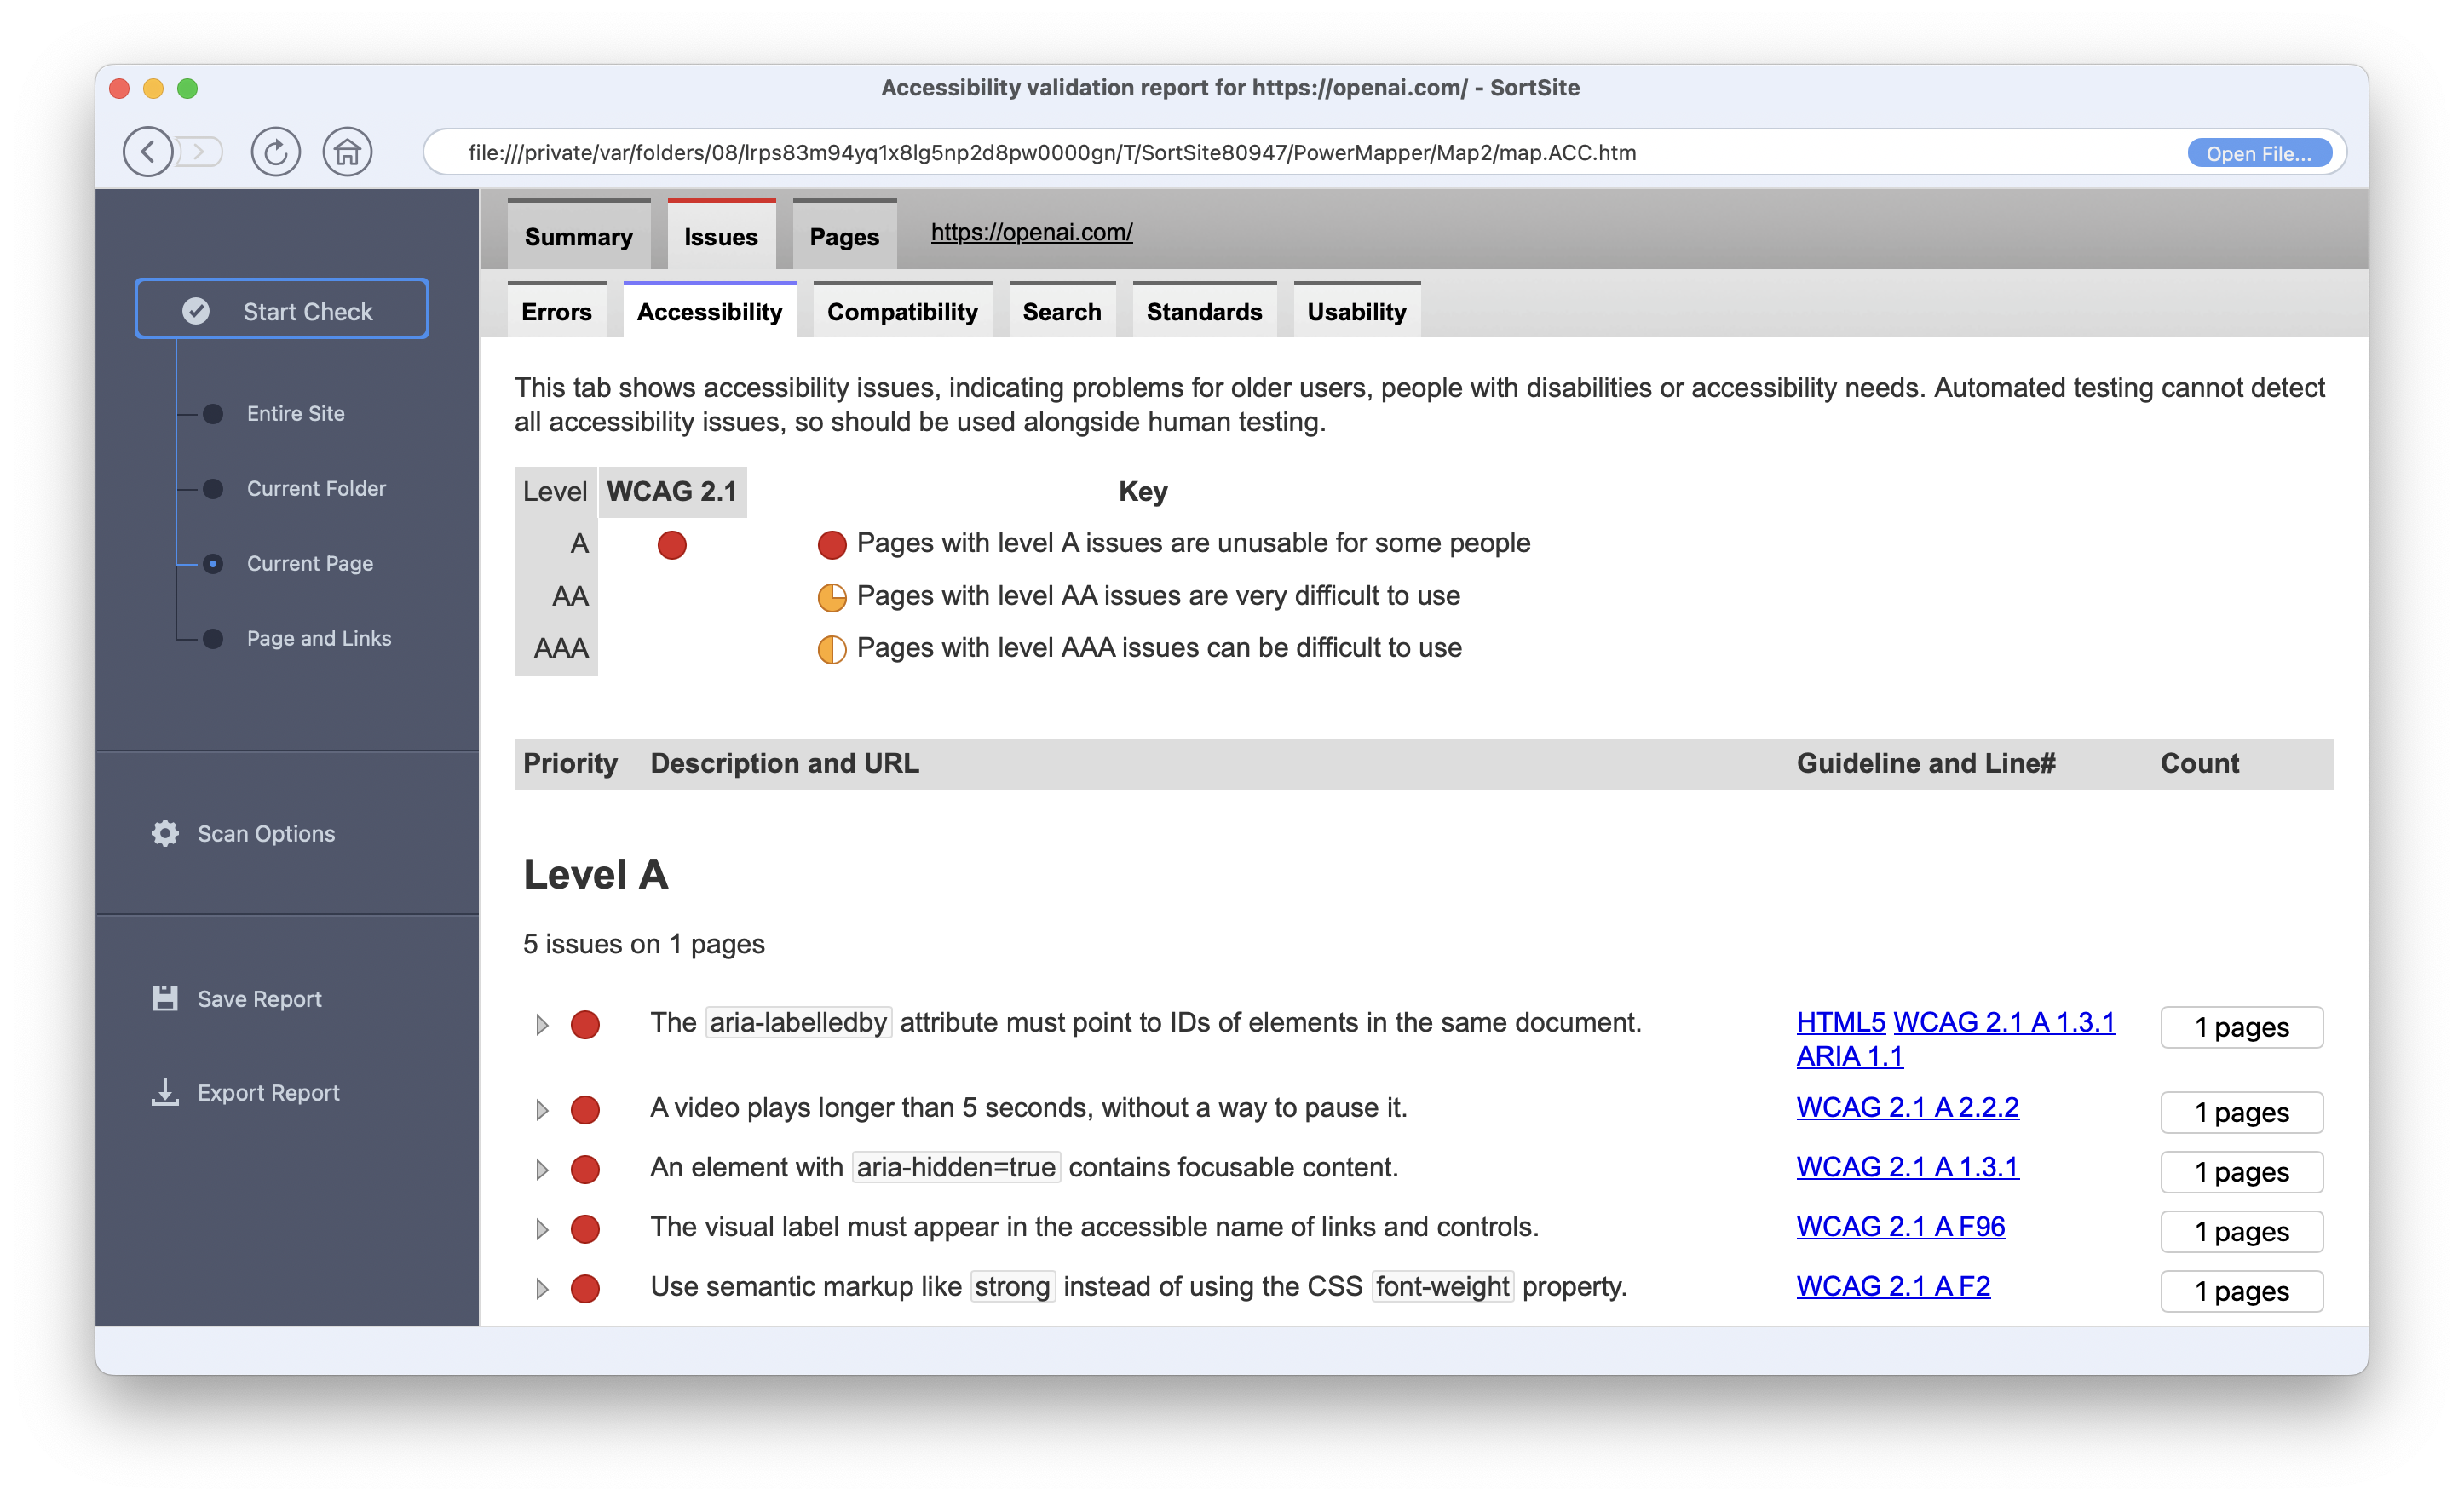 Accessibility validation report for https://openai.com/ - SortSite
file:///private/var/folders/08/lrps83m94yq1x8lg5np2d8pw0000gn/T/SortSite80947/PowerMapper/Map2/map.ACC.htm
Open File...
Start Check
Entire Site
Current Folder
Current Page
Page and Links
Scan Options
Save Report
Export Report
Summary Issues Pages https://openai.com/
Errors Accessibility Compatibility Search Standards Usability
This tab shows accessibility issues, indicating problems for older users, people with disabilities or accessibility needs. Automated testing cannot detect
all accessibility issues, so should be used alongside human testing.
Level WCAG 2.1 Key
A Pages with level A issues are unusable for some people
AA Pages with level AA issues are very difficult to use
AAA Pages with level AAA issues can be difficult to use
Priority Description and URL Guideline and Line# Count
Level A
5 issues on 1 pages
The aria-labelledby attribute must point to IDs of elements in the same document. HTML5 WCAG 2.1 A 1.3.1 1 pages
ARIA 1.1
A video plays longer than 5 seconds, without a way to pause it. WCAG 2.1 A 2.2.2 1 pages
An element with aria-hidden=true contains focusable content. WCAG 2.1 A 1.3.1 1 pages
The visual label must appear in the accessible name of links and controls. WCAG 2.1 A F96 1 pages
Use semantic markup like strong instead of using the CSS font-weight property. WCAG 2.1 A F2 1 pages